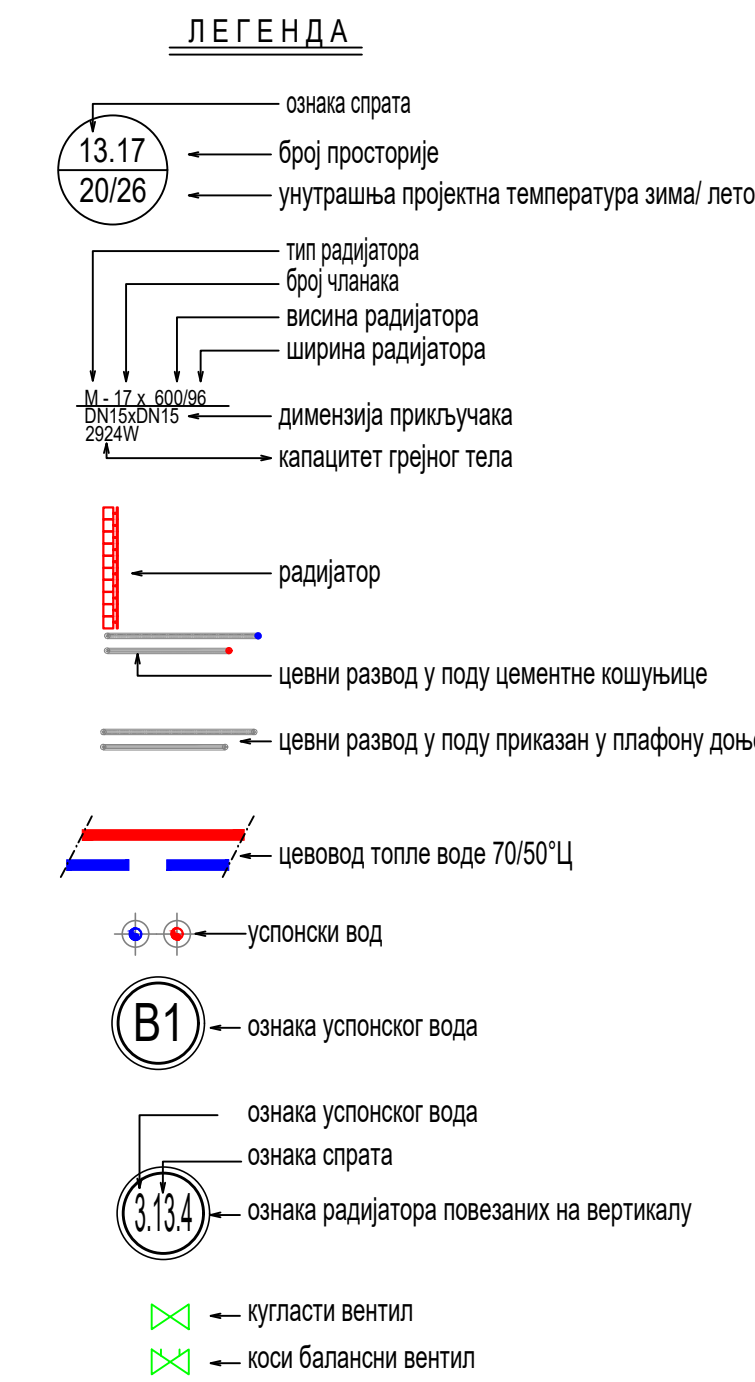 ЛЕГЕНДА
ознака спрата
13.17
број просторије
20/26
унутрашња пројектна температура зима/ лето
тип радијатора
број чланака
висина радијатора
ширина радијатора
М - 17 x 600/96
DN15xDN15
димензија прикључака
2924W
капацитет грејног тела
радијатор
цевни развод у поду цементне кошуњице
цевни развод у поду приказан у плафону
цевовод топле воде 70/50°Ц
успонски вод
В1
ознака успонског вода
ознака успонског вода
ознака спрата
3.13.4
ознака радијатора повезаних на вертикалу
кугласти вентил
коси балансни вентил